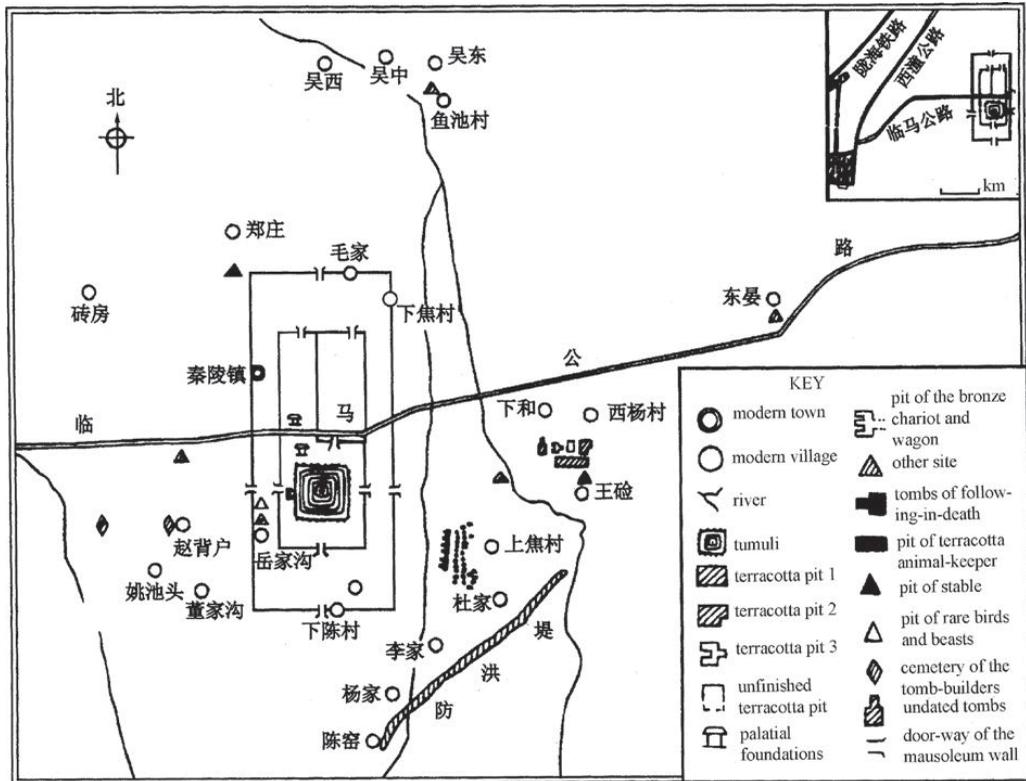 北
吴西
吴中
吴东
鱼池村
陇海铁路
西潼公路
临马公路
km
郑庄
毛家
砖房
下焦村
东晏
秦陵镇
临
马
公
路
下和
西杨村
王硷
赵背户
岳家沟
上焦村
姚池头
董家沟
下陈村
杜家
李家
杨家
陈窑
防
洪
堤
KEY
modern town
modern village
river
tumuli
terracotta pit 1
terracotta pit 2
terracotta pit 3
unfinished
terracotta pit
palatial
foundations
pit of the bronze
chariot and
wagon
other site
tombs of follow-
ing-in-death
pit of terracotta
animal-keeper
pit of stable
pit of rare birds
and beasts
cemetery of the
tomb-builders
undated tombs
door-way of the
mausoleum wall